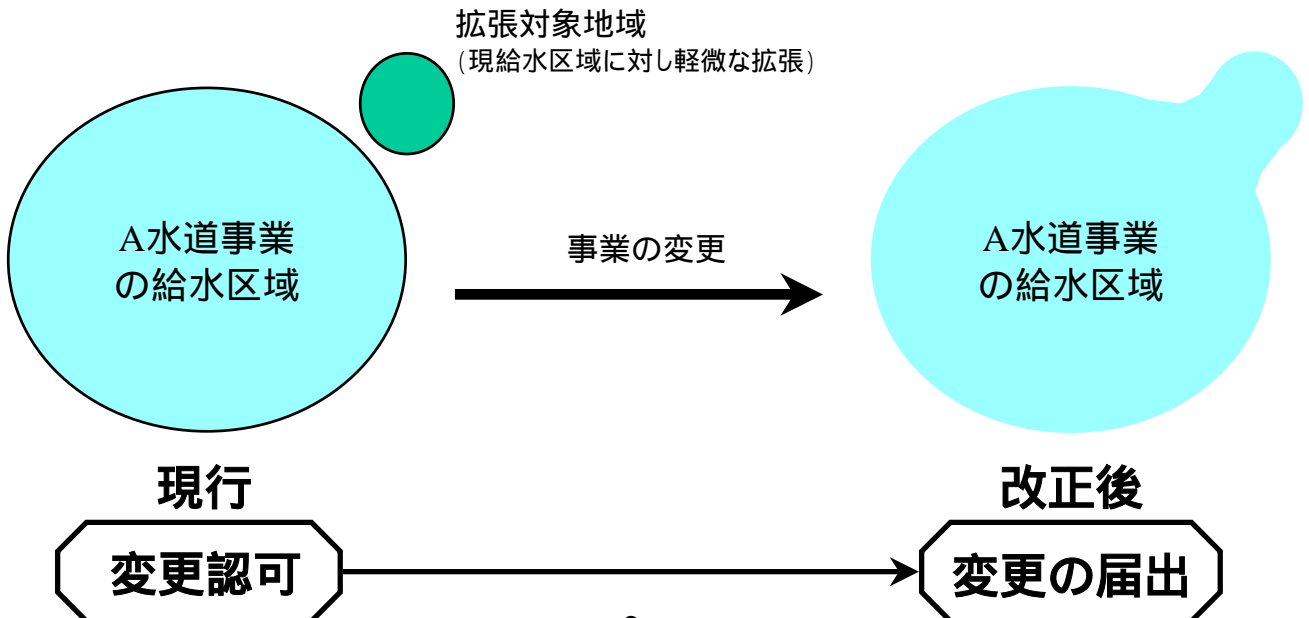 拡張対象地域
(現給水区域に対し軽微な拡張)
A水道事業
の給水区域
事業の変更
A水道事業
の給水区域
現行
改正後
変更認可
変更の届出